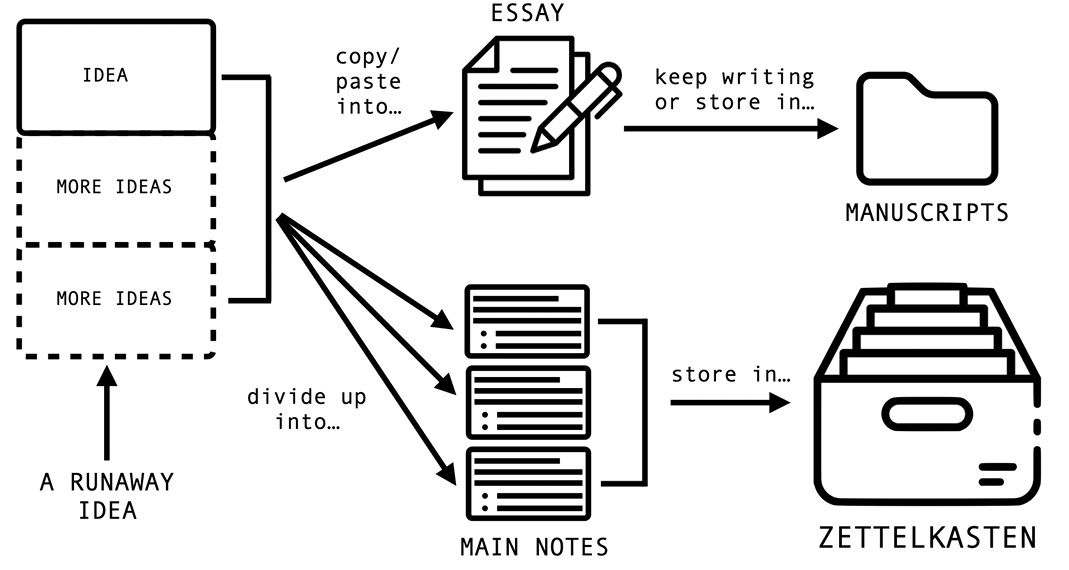 ESSAY
IDEA
copy/
paste
into…
keep writing
or store in…
MORE IDEAS
MANUSCRIPTS
MORE IDEAS
store in…
divide up
into…
A RUNAWAY
IDEA
MAIN NOTES
ZETTELKASTEN